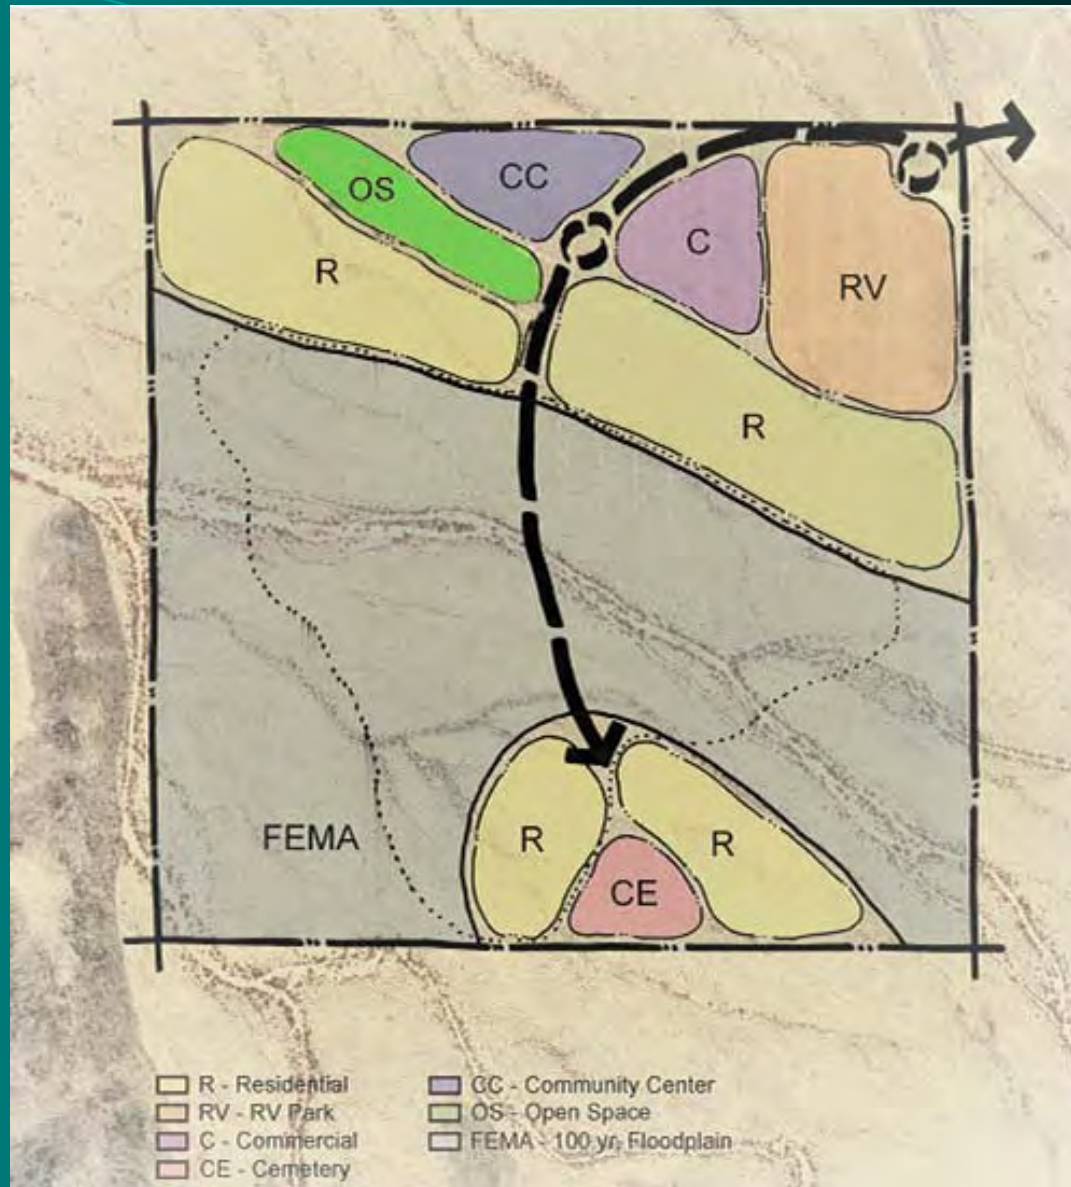 OS
CC
C
R
RV
R
FEMA
R
R
CE
R - Residential
RV - RV Park
C - Commercial
CE - Cemetery
CC - Community Center
OS - Open Space
FEMA - 100 yr. Floodplain